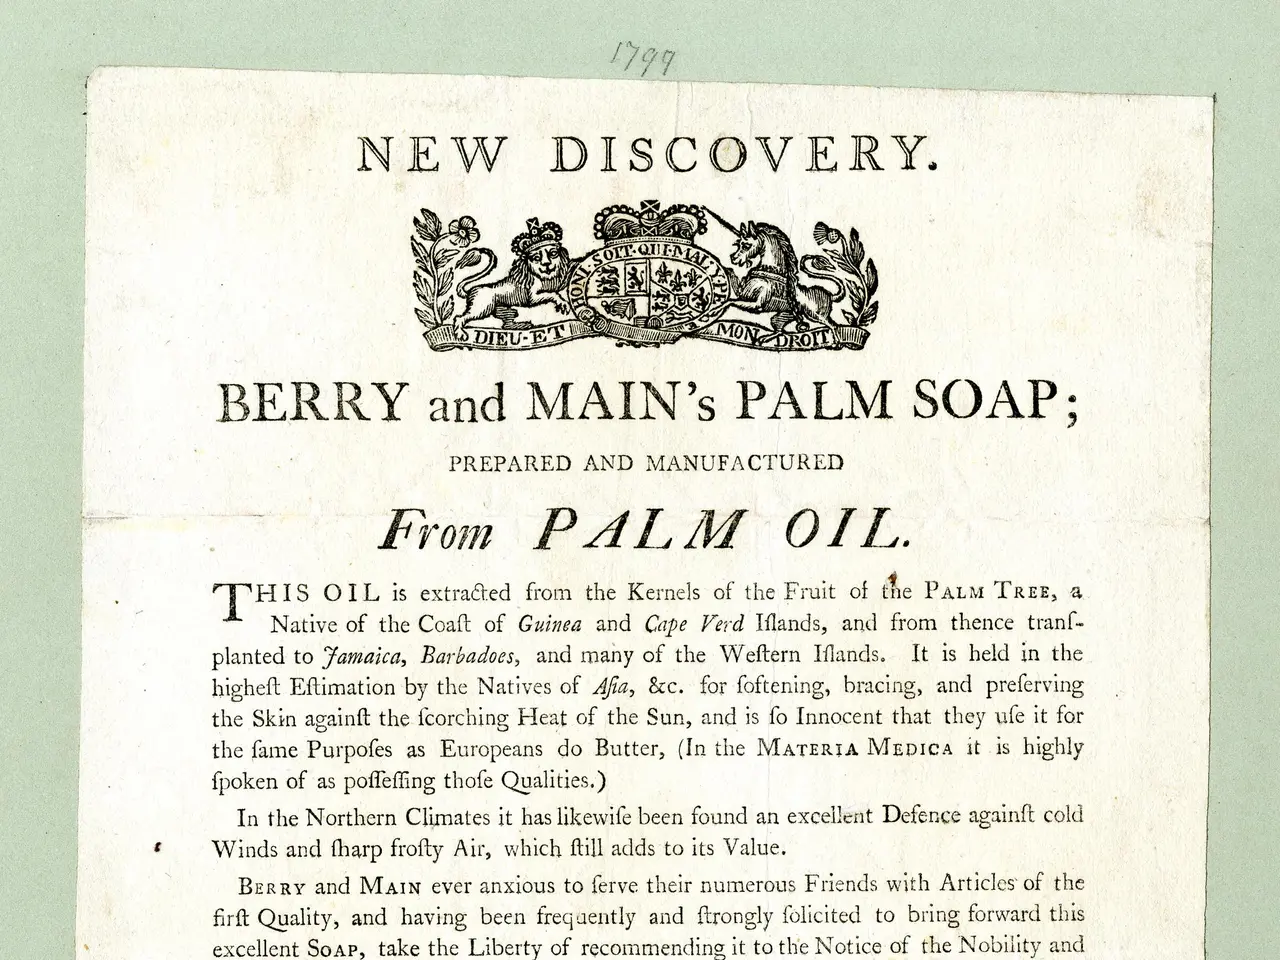 1799
NEW DISCOVERY.
HONI·SOIT·QUI·MAL·Y·PE
DIEU·ET MON DROIT
BERRY and MAIN's PALM SOAP;
PREPARED AND MANUFACTURED
From PALM OIL.
THIS OIL is extracted from the Kernels of the Fruit of the PALM TREE, a
Native of the Coaſt of Guinea and Cape Verd Iſlands, and from thence tranſ-
planted to Jamaica, Barbadoes, and many of the Weſtern Iſlands. It is held in the
higheſt Eſtimation by the Natives of Aſia, &c. for ſoftening, bracing, and preſerving
the Skin againſt the ſcorching Heat of the Sun, and is ſo Innocent that they uſe it for
the ſame Purpoſes as Europeans do Butter, (In the MATERIA MEDICA it is highly
ſpoken of as poſſeſſing thoſe Qualities.)
In the Northern Climates it has likewiſe been found an excellent Defence againſt cold
Winds and ſharp froſty Air, which ſtill adds to its Value.
BERRY and MAIN ever anxious to ſerve their numerous Friends with Articles of the
firſt Quality, and having been frequently and ſtrongly ſolicited to bring forward this
excellent SOAP, take the Liberty of recommending it to the Notice of the Nobility and